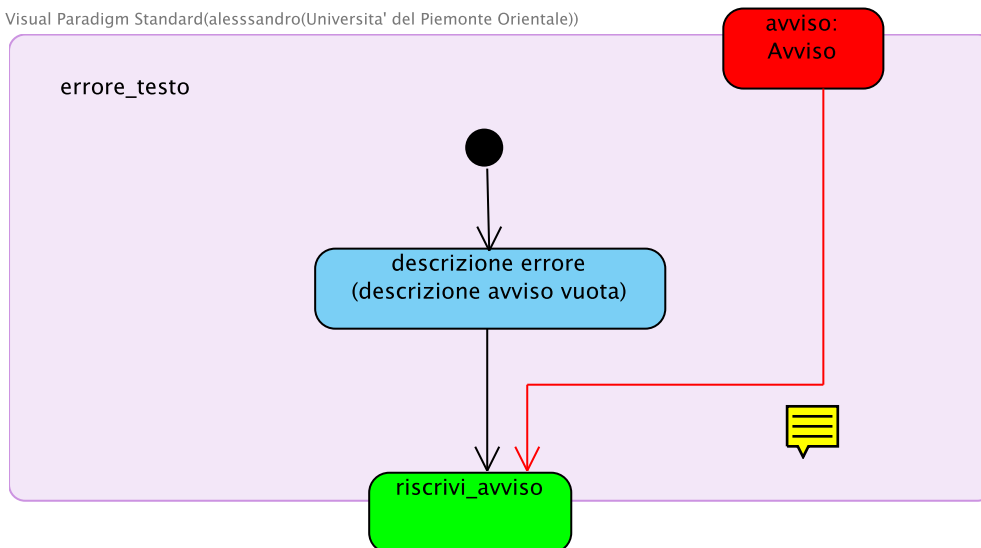 Visual Paradigm Standard(alesssandro(Universita' del Piemonte Orientale))
avviso:
Avviso
errore_testo
descrizione errore
(descrizione avviso vuota)
riscrivi_avviso